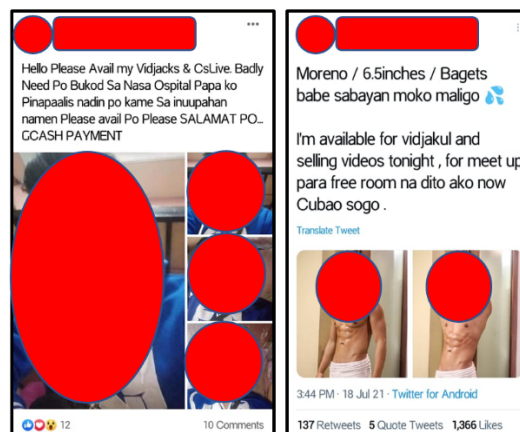 Hello Please Avail my Vidjacks & CsLive. Badly
Need Po Bukod Sa Nasa Ospital Papa ko
Pinapaalis nadin po kame Sa inuupahan
namen Please avail Po Please SALAMAT PO...
GCASH PAYMENT
12
10 Comments
Moreno / 6.5inches / Bagets
babe sabayan moko maligo 💦
I'm available for vidjakul and
selling videos tonight , for meet up
para free room na dito ako now
Cubao sogo .
Translate Tweet
3:44 PM · 18 Jul 21 · Twitter for Android
137 Retweets 5 Quote Tweets 1,366 Likes